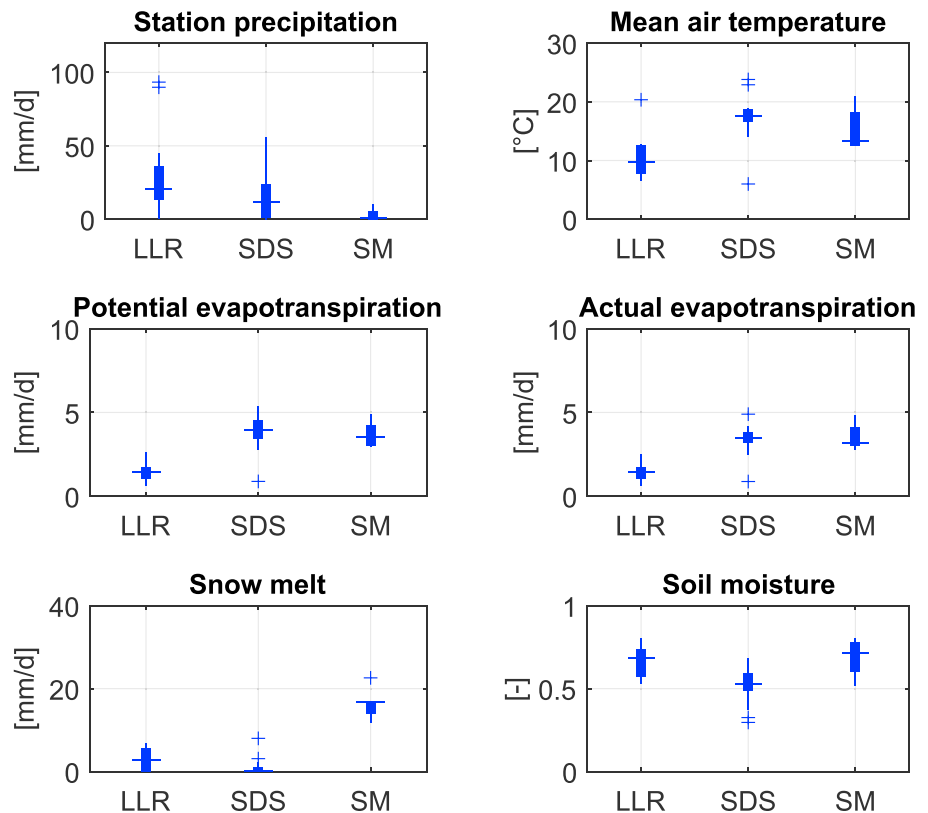 Station precipitation
[mm/d]
100
50
0
LLR SDS SM
Mean air temperature
[°C]
30
20
10
0
LLR SDS SM
Potential evapotranspiration
[mm/d]
10
5
0
LLR SDS SM
Actual evapotranspiration
[mm/d]
10
5
0
LLR SDS SM
Snow melt
[mm/d]
40
20
0
LLR SDS SM
Soil moisture
[-]
1
0.5
0
LLR SDS SM